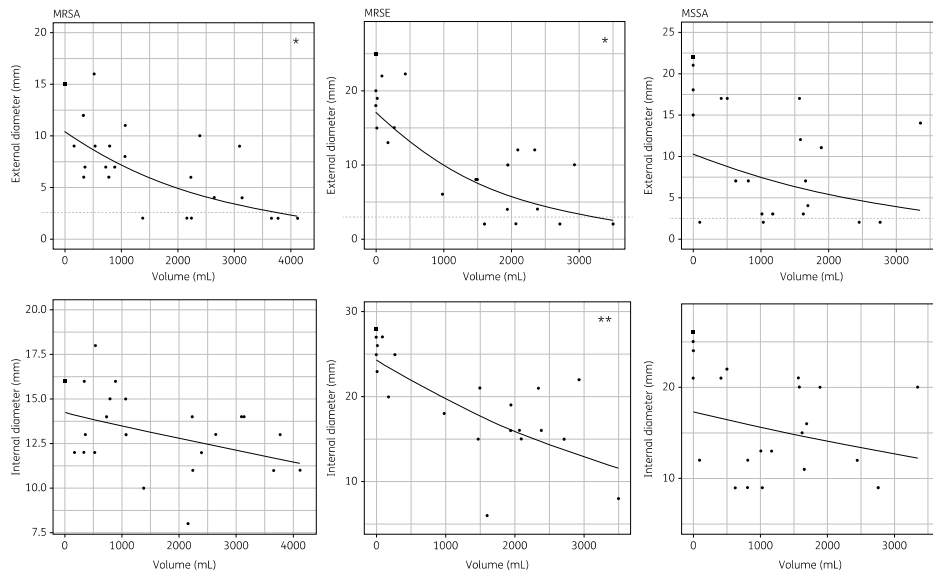 MRSA
MRSE
MSSA
External diameter (mm)
20
15
10
5
0
*
0 1000 2000 3000 4000
Volume (mL)
External diameter (mm)
20
10
0
*
0 1000 2000 3000
Volume (mL)
External diameter (mm)
25
20
15
10
5
0
0 1000 2000 3000
Volume (mL)
Internal diameter (mm)
20.0
17.5
15.0
12.5
10.0
7.5
0 1000 2000 3000 4000
Volume (mL)
Internal diameter (mm)
30
20
10
**
0 1000 2000 3000
Volume (mL)
Internal diameter (mm)
20
10
0 1000 2000 3000
Volume (mL)